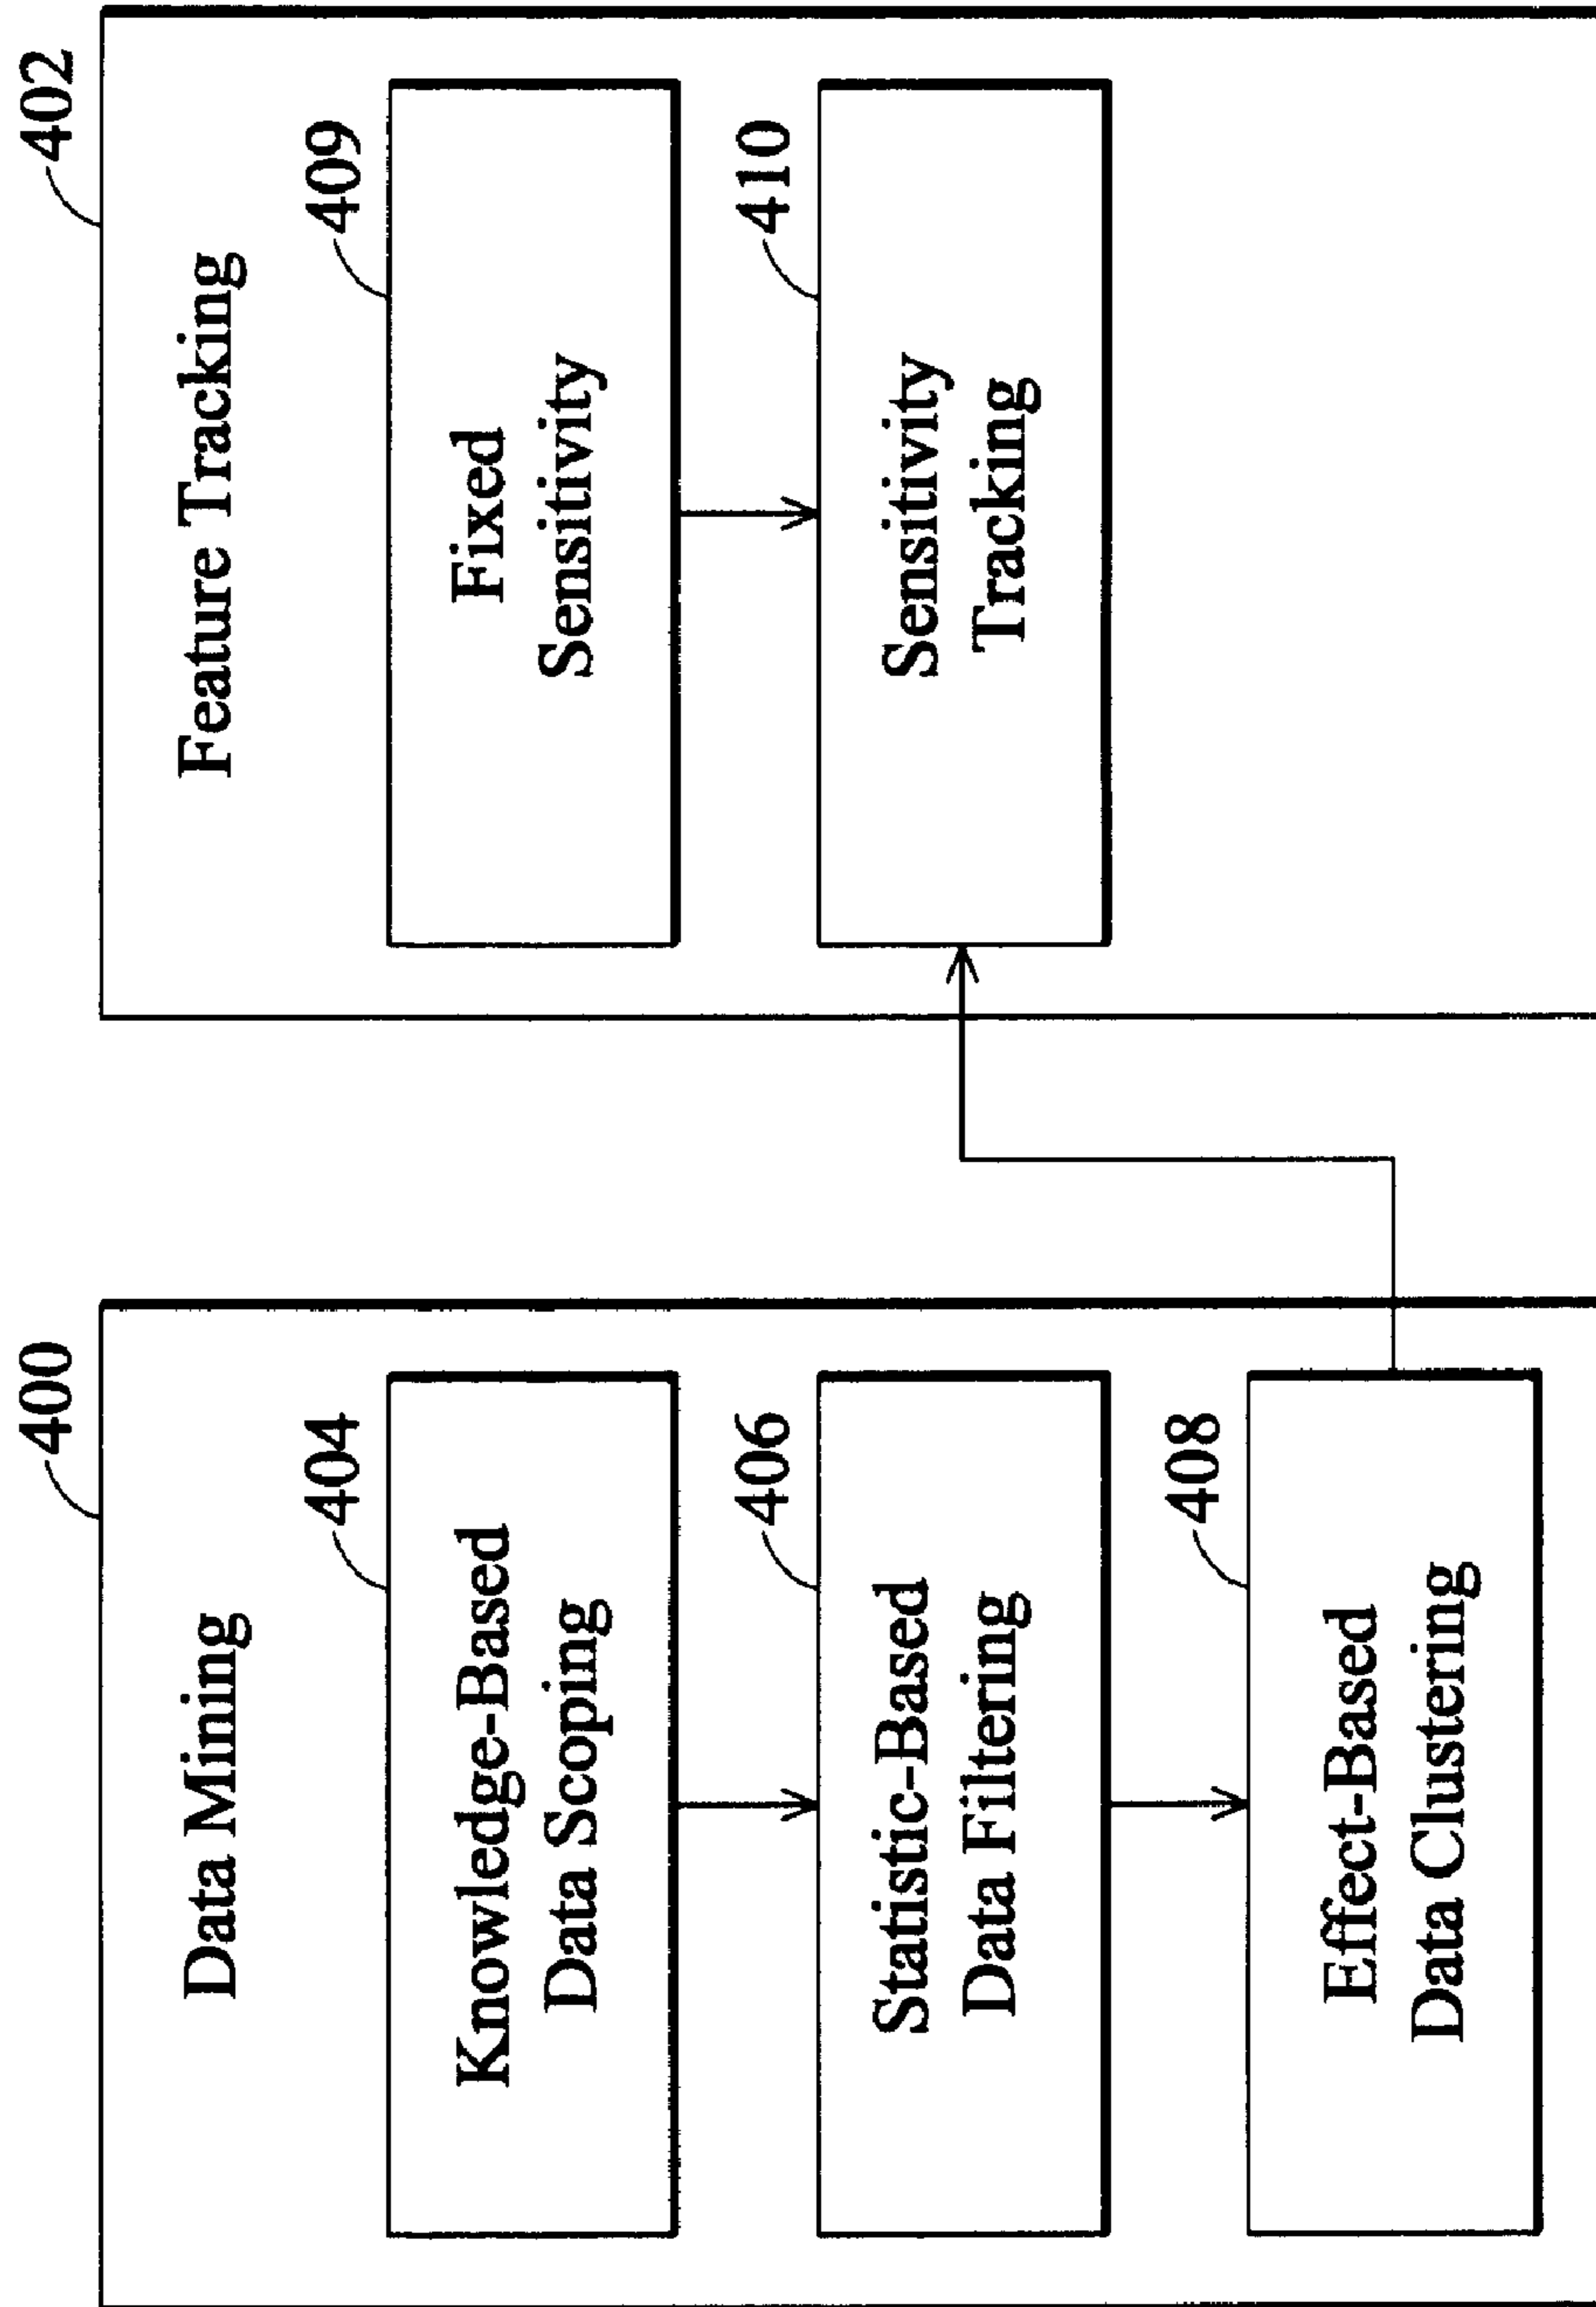 400
Data Mining
404
Knowledge-Based
Data Scoping
406
Statistic-Based
Data Filtering
408
Effect-Based
Data Clustering
402
Feature Tracking
409
Fixed
Sensitivity
410
Sensitivity
Tracking